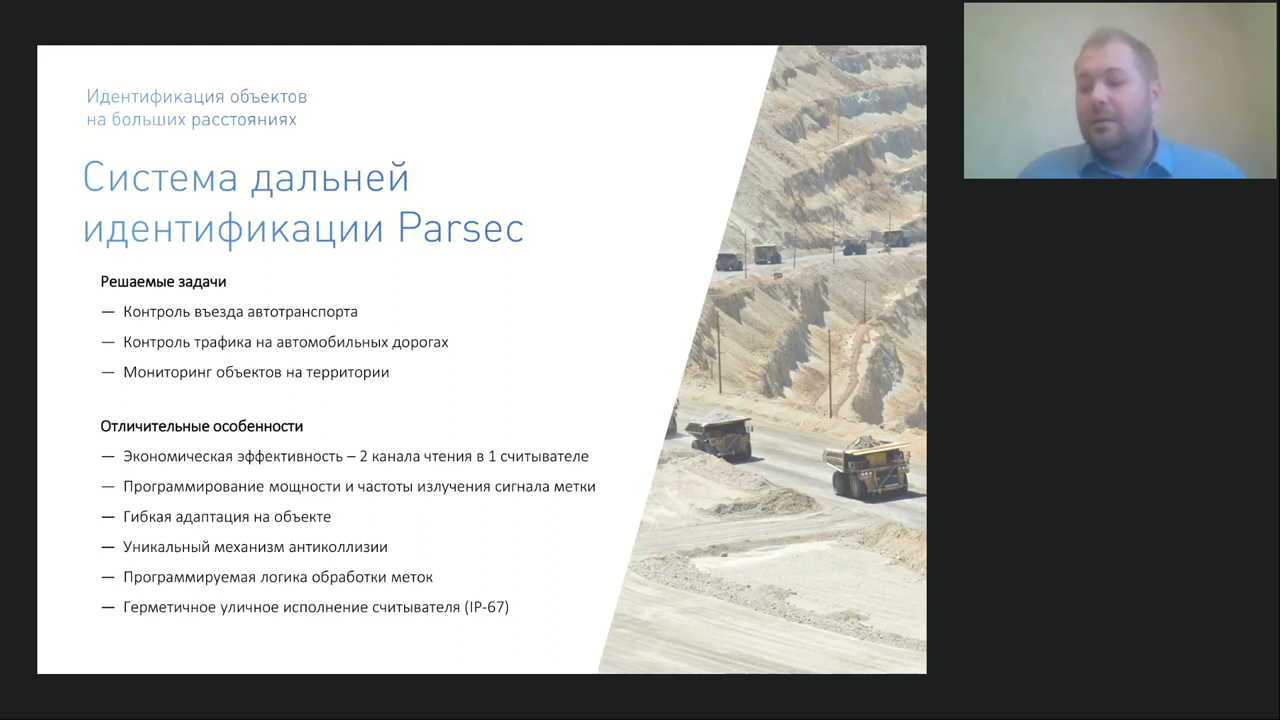 Идентификация объектов
на больших расстояниях
Система дальней
идентификации Parsec
Решаемые задачи
— Контроль въезда автотранспорта
— Контроль трафика на автомобильных дорогах
— Мониторинг объектов на территории
Отличительные особенности
— Экономическая эффективность – 2 канала чтения в 1 считывателе
— Программирование мощности и частоты излучения сигнала метки
— Гибкая адаптация на объекте
— Уникальный механизм антиколлизии
— Программируемая логика обработки меток
— Герметичное уличное исполнение считывателя (IP-67)